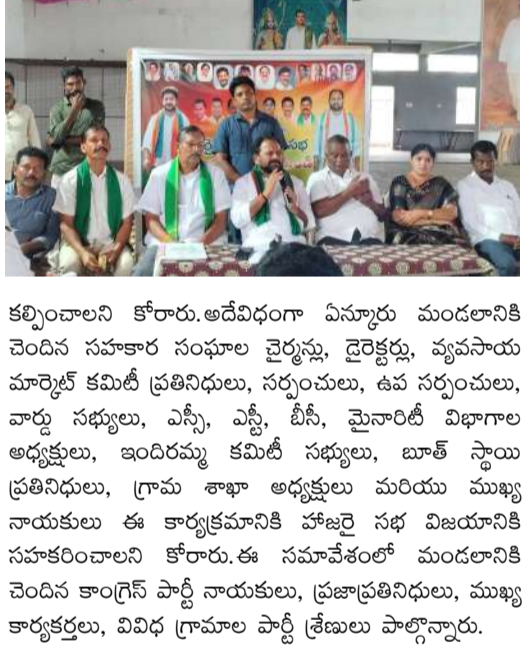 సభ
కల్పించాలని కోరారు.అదేవిధంగా ఏన్కూరు మండలానికి
చెందిన సహకార సంఘాల చైర్మన్లు, డైరెక్టర్లు, వ్యవసాయ
మార్కెట్ కమిటీ ప్రతినిధులు, సర్పంచులు, ఉప సర్పంచులు,
వార్డు సభ్యులు, ఎస్సీ, ఎస్టీ, బీసీ, మైనారిటీ విభాగాల
అధ్యక్షులు, ఇందిరమ్మ కమిటీ సభ్యులు, బూత్ స్థాయి
ప్రతినిధులు, గ్రామ శాఖా అధ్యక్షులు మరియు ముఖ్య
నాయకులు ఈ కార్యక్రమానికి హాజరై సభ విజయానికి
సహకరించాలని కోరారు.ఈ సమావేశంలో మండలానికి
చెందిన కాంగ్రెస్ పార్టీ నాయకులు, ప్రజాప్రతినిధులు, ముఖ్య
కార్యకర్తలు, వివిధ గ్రామాల పార్టీ శ్రేణులు పాల్గొన్నారు.